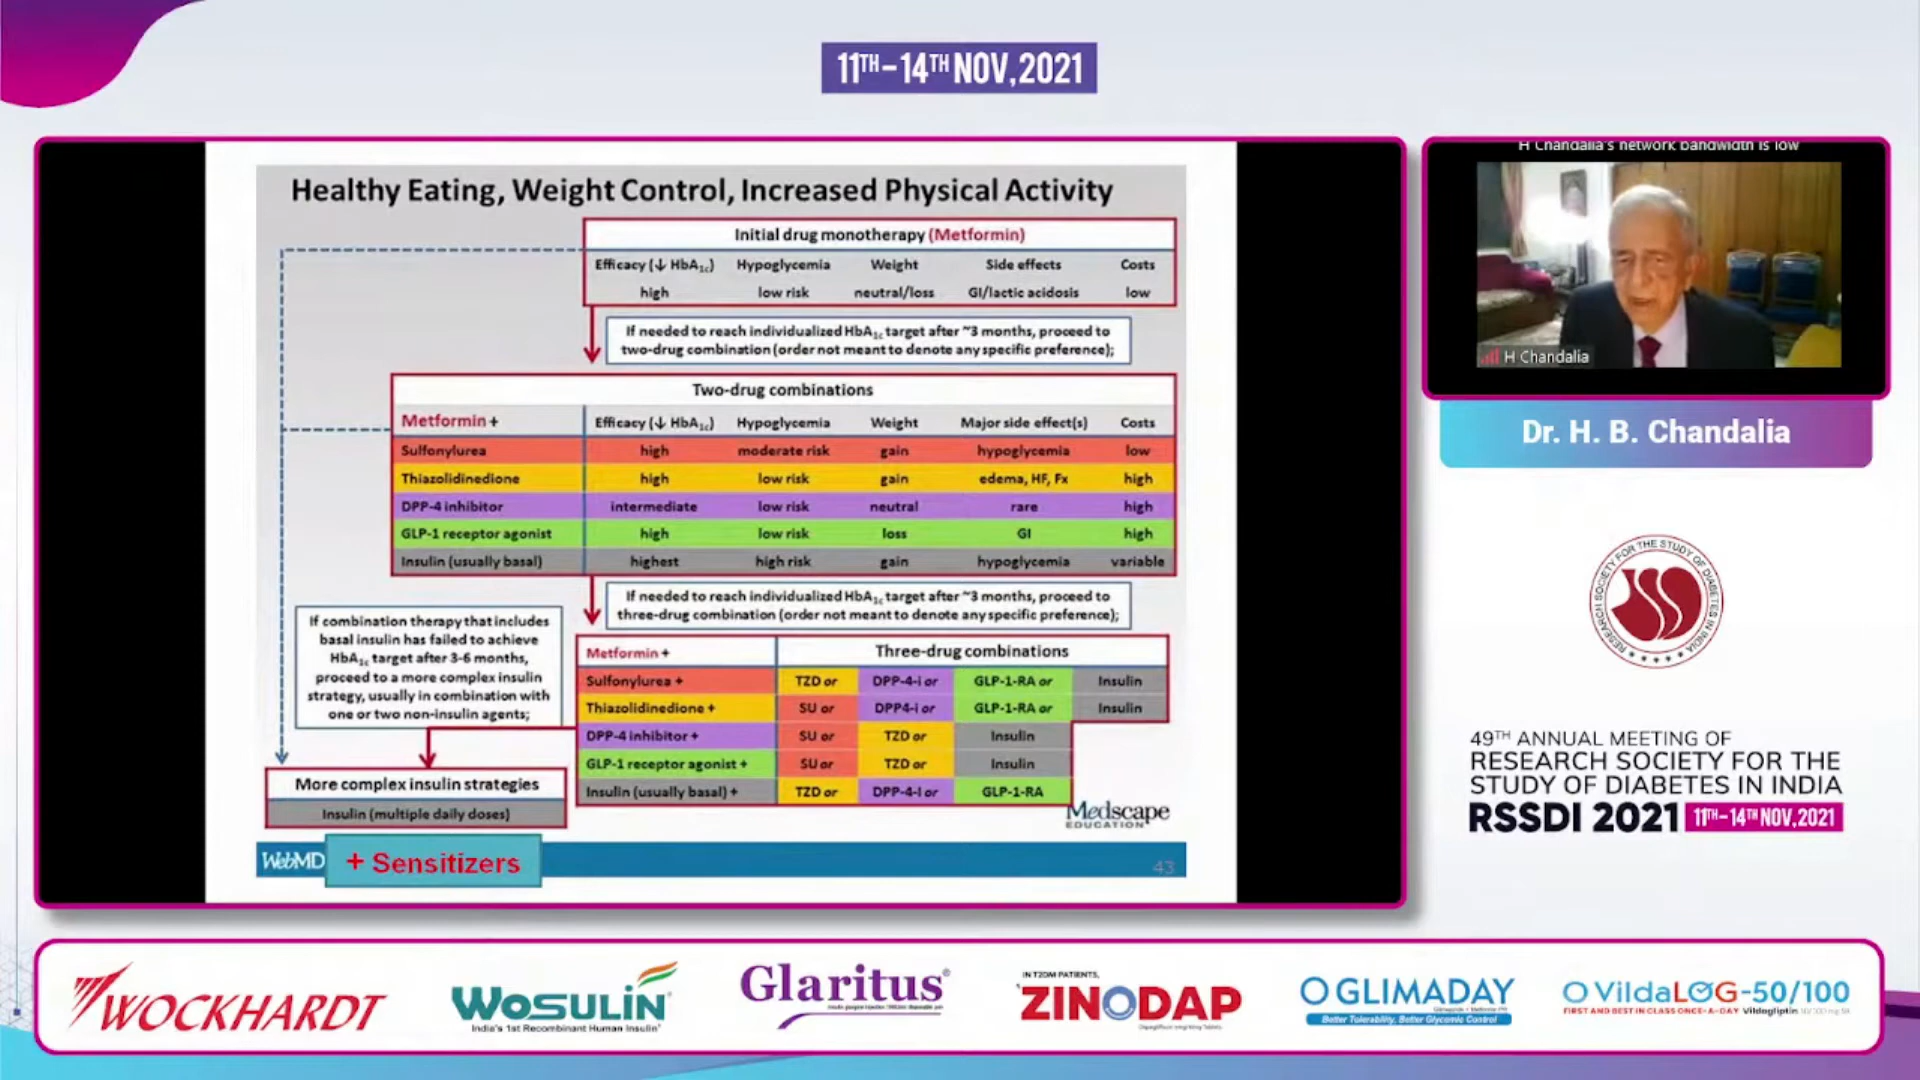 11TH-14TH NOV, 2021
Healthy Eating, Weight Control, Increased Physical Activity
Initial drug monotherapy (Metformin)
Efficacy (↓ HbA1c) Hypoglycemia Weight Side effects Costs
high low risk neutral/loss GI/lactic acidosis low
If needed to reach individualized HbA1c target after ~3 months, proceed to
two-drug combination (order not meant to denote any specific preference);
Two-drug combinations
Metformin + Efficacy (↓ HbA1c) Hypoglycemia Weight Major side effect(s) Costs
Sulfonylurea high moderate risk gain hypoglycemia low
Thiazolidinedione high low risk gain edema, HF, Fx high
DPP-4 inhibitor intermediate low risk neutral rare high
GLP-1 receptor agonist high low risk loss GI high
Insulin (usually basal) highest high risk gain hypoglycemia variable
If needed to reach individualized HbA1c target after ~3 months, proceed to
three-drug combination (order not meant to denote any specific preference);
If combination therapy that includes
basal insulin has failed to achieve
HbA1c target after 3-6 months,
proceed to a more complex insulin
strategy, usually in combination with
one or two non-insulin agents;
Metformin + Three-drug combinations
Sulfonylurea + TZD or DPP-4-i or GLP-1-RA or Insulin
Thiazolidinedione + SU or DPP4-i or GLP-1-RA or Insulin
DPP-4 inhibitor + SU or TZD or Insulin
GLP-1 receptor agonist + SU or TZD or Insulin
Insulin (usually basal) + TZD or DPP-4-I or GLP-1-RA
More complex insulin strategies
Insulin (multiple daily doses)
Medscape
EDUCATION
WebMD
+ Sensitizers
43
H Chandalia's network bandwidth is low
H Chandalia
Dr. H. B. Chandalia
RESEARCH SOCIETY FOR THE STUDY OF DIABETES IN INDIA
49TH ANNUAL MEETING OF
RESEARCH SOCIETY FOR THE
STUDY OF DIABETES IN INDIA
RSSDI 2021 11TH-14TH NOV, 2021
WOCKHARDT
WOSULIN
India's 1st Recombinant Human Insulin
Glaritus®
IN T2DM PATIENTS,
ZINODAP
GLIMADAY
Better Tolerability, Better Glycemic Control
VildaLOG-50/100
FIRST AND BEST IN CLASS ONCE-A-DAY Vildagliptin